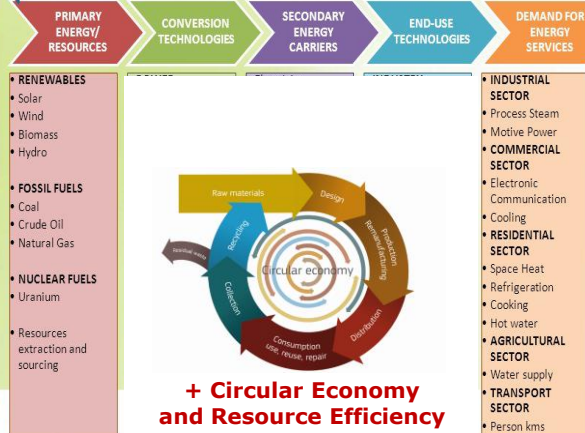 PRIMARY
ENERGY/
RESOURCES
CONVERSION
TECHNOLOGIES
SECONDARY
ENERGY
CARRIERS
END-USE
TECHNOLOGIES
DEMAND FOR
ENERGY
SERVICES
• RENEWABLES
• Solar
• Wind
• Biomass
• Hydro
• FOSSIL FUELS
• Coal
• Crude Oil
• Natural Gas
• NUCLEAR FUELS
• Uranium
• Resources
extraction and
sourcing
Raw materials
Design
Production
Remanufacturing
Distribution
Consumption
use, reuse, repair
Collection
Recycling
Residual waste
Circular economy
+ Circular Economy
and Resource Efficiency
• INDUSTRIAL
SECTOR
• Process Steam
• Motive Power
• COMMERCIAL
SECTOR
• Electronic
Communication
• Cooling
• RESIDENTIAL
SECTOR
• Space Heat
• Refrigeration
• Cooking
• Hot water
• AGRICULTURAL
SECTOR
• Water supply
• TRANSPORT
SECTOR
• Person kms